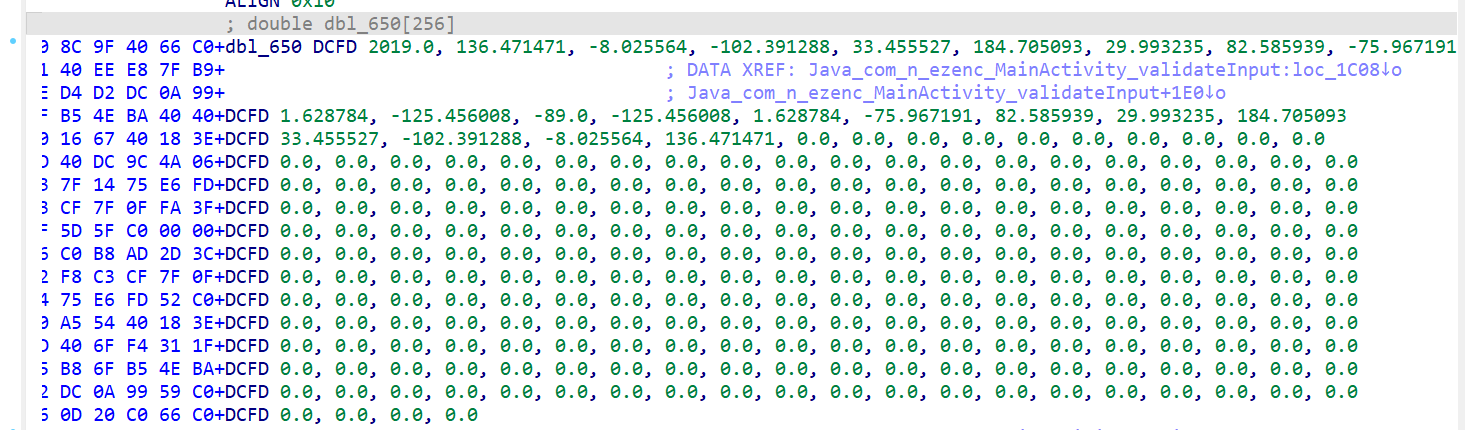 ALIGN 0x10
; double dbl_650[256]
8C 9F 40 66 C0+dbl_650 DCFD 2019.0, 136.471471, -8.025564, -102.391288, 33.455527, 184.705093, 29.993235, 82.585939, -75.967191
40 EE E8 7F B9+ ; DATA XREF: Java_com_n_ezenc_MainActivity_validateInput:loc_1C08↓o
D4 D2 DC 0A 99+ ; Java_com_n_ezenc_MainActivity_validateInput+1E0↓o
B5 4E BA 40 40+DCFD 1.628784, -125.456008, -89.0, -125.456008, 1.628784, -75.967191, 82.585939, 29.993235, 184.705093
16 67 40 18 3E+DCFD 33.455527, -102.391288, -8.025564, 136.471471, 0.0, 0.0, 0.0, 0.0, 0.0, 0.0, 0.0, 0.0, 0.0, 0.0
40 DC 9C 4A 06+DCFD 0.0, 0.0, 0.0, 0.0, 0.0, 0.0, 0.0, 0.0, 0.0, 0.0, 0.0, 0.0, 0.0, 0.0, 0.0, 0.0, 0.0, 0.0, 0.0, 0.0
7F 14 75 E6 FD+DCFD 0.0, 0.0, 0.0, 0.0, 0.0, 0.0, 0.0, 0.0, 0.0, 0.0, 0.0, 0.0, 0.0, 0.0, 0.0, 0.0, 0.0, 0.0, 0.0, 0.0
CF 7F 0F FA 3F+DCFD 0.0, 0.0, 0.0, 0.0, 0.0, 0.0, 0.0, 0.0, 0.0, 0.0, 0.0, 0.0, 0.0, 0.0, 0.0, 0.0, 0.0, 0.0, 0.0, 0.0
5D 5F C0 00 00+DCFD 0.0, 0.0, 0.0, 0.0, 0.0, 0.0, 0.0, 0.0, 0.0, 0.0, 0.0, 0.0, 0.0, 0.0, 0.0, 0.0, 0.0, 0.0, 0.0, 0.0
C0 B8 AD 2D 3C+DCFD 0.0, 0.0, 0.0, 0.0, 0.0, 0.0, 0.0, 0.0, 0.0, 0.0, 0.0, 0.0, 0.0, 0.0, 0.0, 0.0, 0.0, 0.0, 0.0, 0.0
F8 C3 CF 7F 0F+DCFD 0.0, 0.0, 0.0, 0.0, 0.0, 0.0, 0.0, 0.0, 0.0, 0.0, 0.0, 0.0, 0.0, 0.0, 0.0, 0.0, 0.0, 0.0, 0.0, 0.0
75 E6 FD 52 C0+DCFD 0.0, 0.0, 0.0, 0.0, 0.0, 0.0, 0.0, 0.0, 0.0, 0.0, 0.0, 0.0, 0.0, 0.0, 0.0, 0.0, 0.0, 0.0, 0.0, 0.0
A5 54 40 18 3E+DCFD 0.0, 0.0, 0.0, 0.0, 0.0, 0.0, 0.0, 0.0, 0.0, 0.0, 0.0, 0.0, 0.0, 0.0, 0.0, 0.0, 0.0, 0.0, 0.0, 0.0
40 6F F4 31 1F+DCFD 0.0, 0.0, 0.0, 0.0, 0.0, 0.0, 0.0, 0.0, 0.0, 0.0, 0.0, 0.0, 0.0, 0.0, 0.0, 0.0, 0.0, 0.0, 0.0, 0.0
B8 6F B5 4E BA+DCFD 0.0, 0.0, 0.0, 0.0, 0.0, 0.0, 0.0, 0.0, 0.0, 0.0, 0.0, 0.0, 0.0, 0.0, 0.0, 0.0, 0.0, 0.0, 0.0, 0.0
DC 0A 99 59 C0+DCFD 0.0, 0.0, 0.0, 0.0, 0.0, 0.0, 0.0, 0.0, 0.0, 0.0, 0.0, 0.0, 0.0, 0.0, 0.0, 0.0, 0.0, 0.0, 0.0, 0.0
0D 20 C0 66 C0+DCFD 0.0, 0.0, 0.0, 0.0